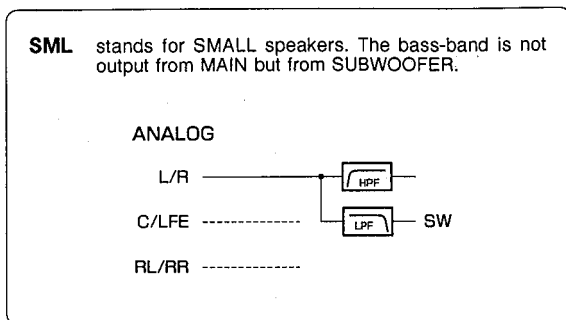 SML stands for SMALL speakers. The bass-band is not
output from MAIN but from SUBWOOFER.
ANALOG
L/R
HPF
C/LFE
LPF
SW
RL/RR